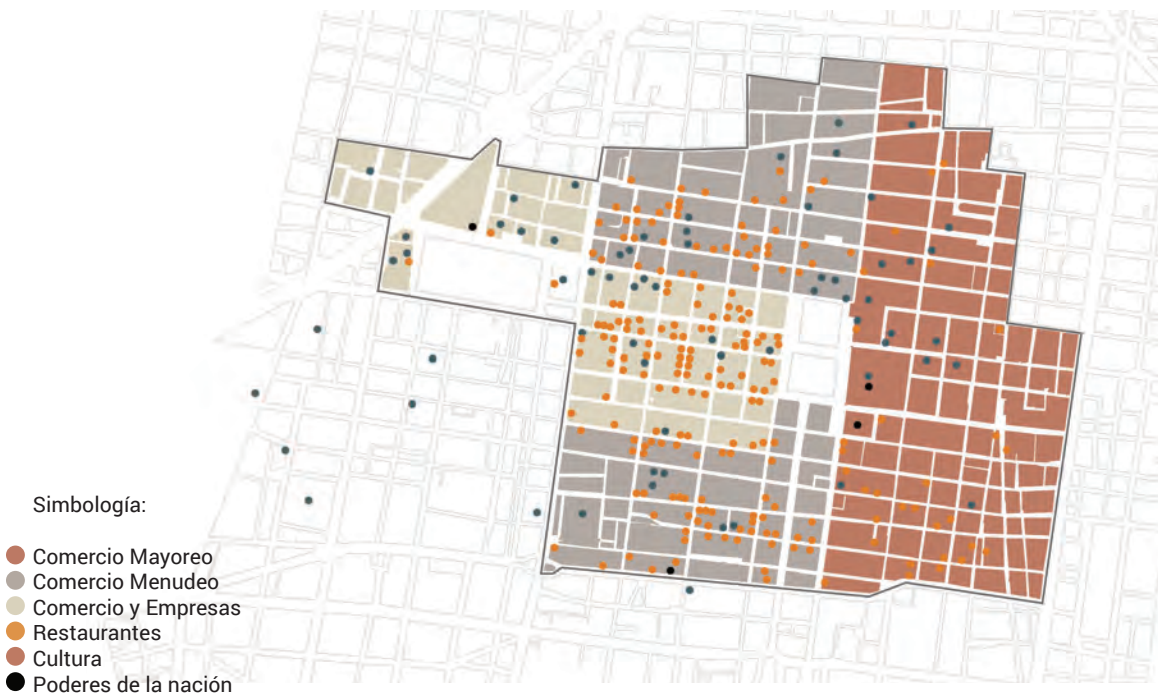 Simbología:
Comercio Mayoreo
Comercio Menudeo
Comercio y Empresas
Restaurantes
Cultura
Poderes de la nación